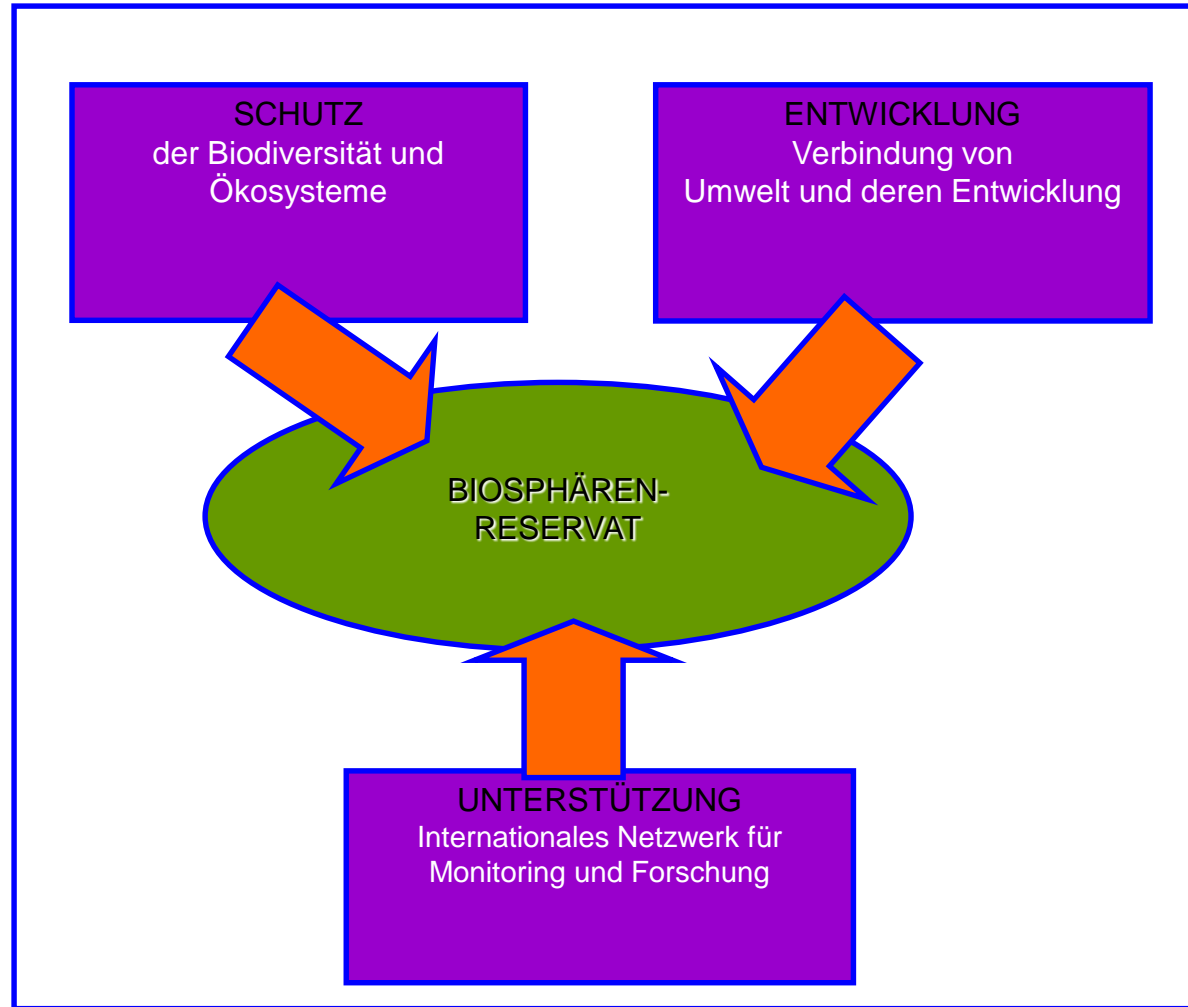 SCHUTZ
der Biodiversität und
Ökosysteme
ENTWICKLUNG
Verbindung von
Umwelt und deren Entwicklung
BIOSPHÄREN-
RESERVAT
UNTERSTÜTZUNG
Internationales Netzwerk für
Monitoring und Forschung